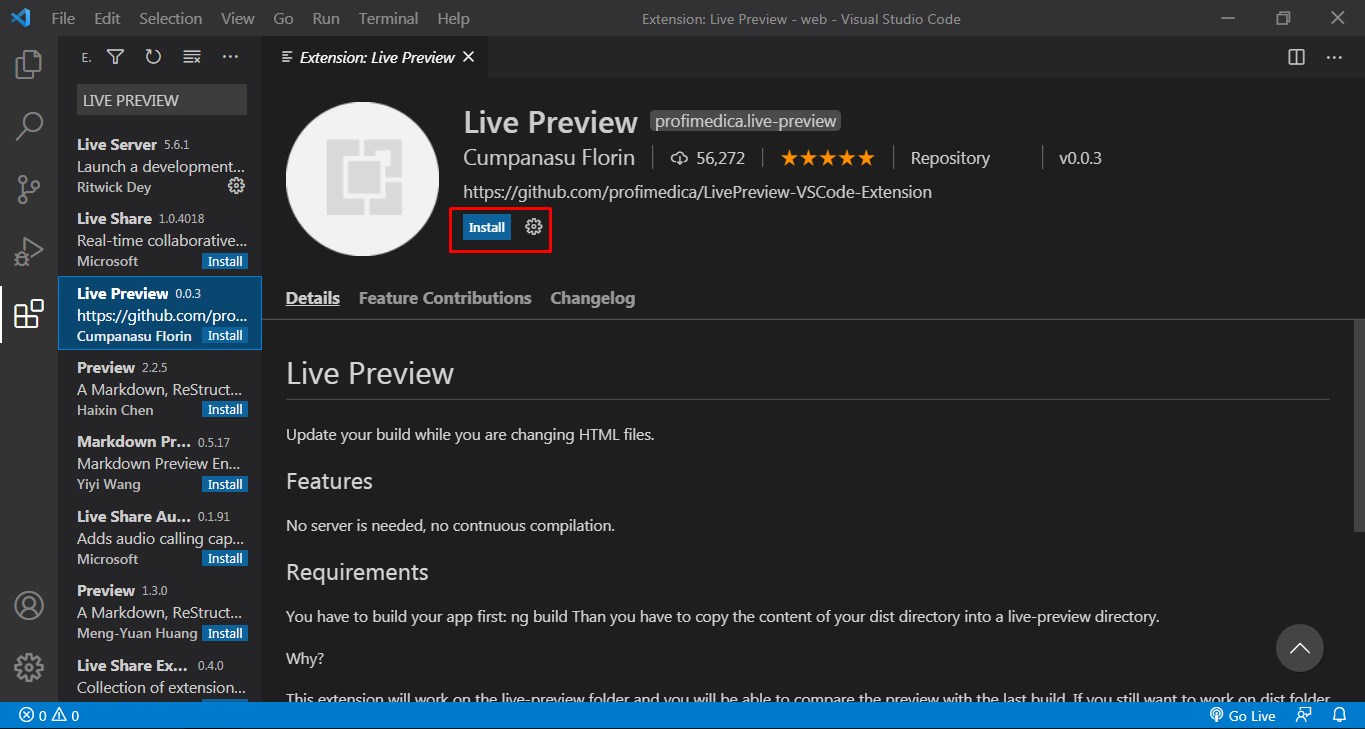 File Edit Selection View Go Run Terminal Help
Extension: Live Preview - web - Visual Studio Code
E.
LIVE PREVIEW
Live Server 5.6.1
Launch a development...
Ritwick Dey
Live Share 1.0.4018
Real-time collaborative...
Microsoft Install
Live Preview 0.0.3
https://github.com/pro...
Cumpanasu Florin Install
Preview 2.2.5
A Markdown, ReStruct...
Haixin Chen Install
Markdown Pr... 0.5.17
Markdown Preview En...
Yiyi Wang Install
Live Share Au... 0.1.91
Adds audio calling cap...
Microsoft Install
Preview 1.3.0
A Markdown, ReStruct...
Meng-Yuan Huang Install
Live Share Ex... 0.4.0
Collection of extension...
Extension: Live Preview
Live Preview profimedica.live-preview
Cumpanasu Florin 56,272 Repository v0.0.3
https://github.com/profimedica/LivePreview-VSCode-Extension
Install
Details Feature Contributions Changelog
Live Preview
Update your build while you are changing HTML files.
Features
No server is needed, no contnuous compilation.
Requirements
You have to build your app first: ng build Than you have to copy the content of your dist directory into a live-preview directory.
Why?
This extension will work on the live-preview folder and you will be able to compare the preview with the last build. If you still want to work on dist folder
0 0 Go Live